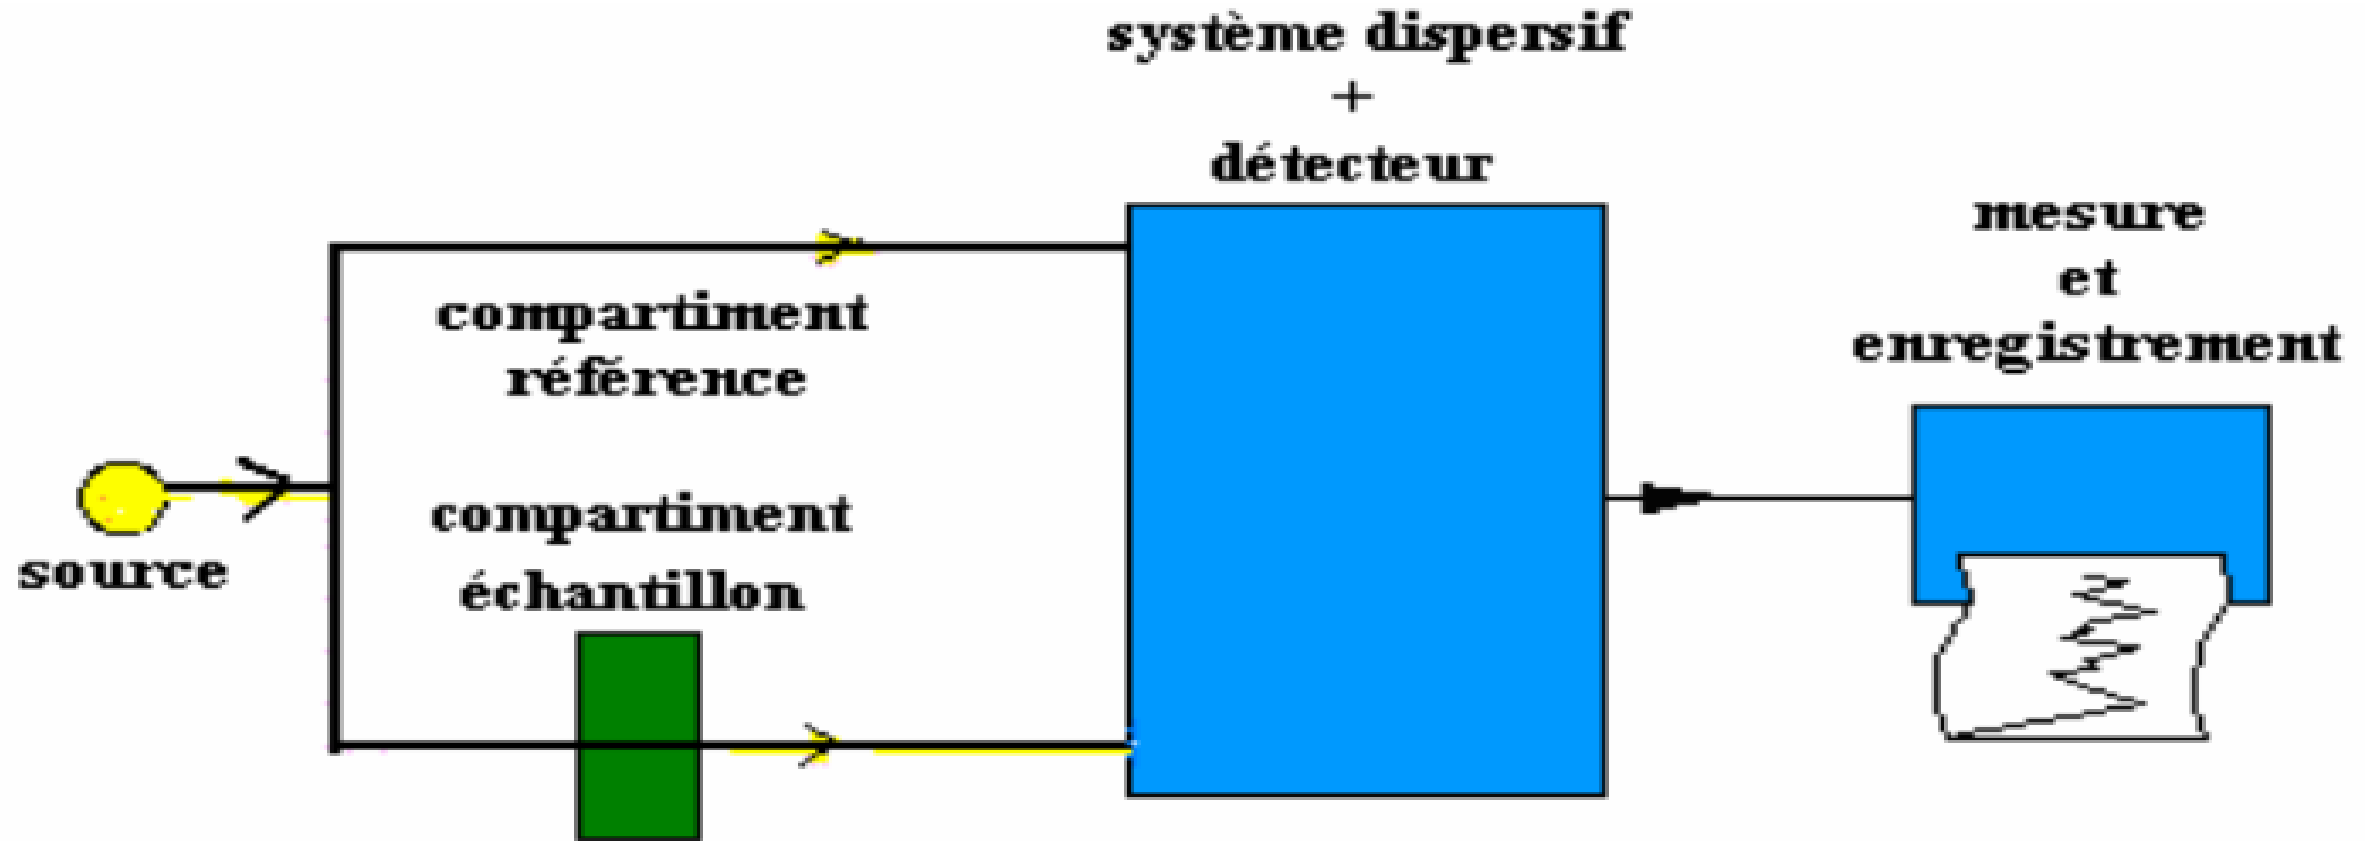 système dispersif
+
détecteur
mesure
et
enregistrement
compartiment
référence
compartiment
échantillon
source